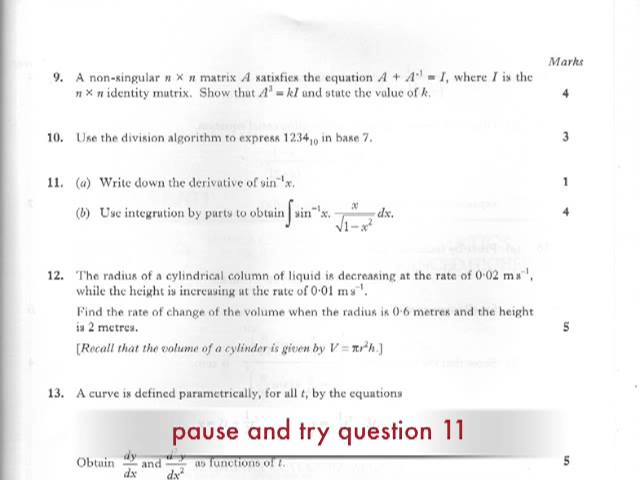 Marks
9. A non-singular n × n matrix A satisfies the equation A + A⁻¹ = I, where I is the
n × n identity matrix. Show that A³ = kI and state the value of k. 4
10. Use the division algorithm to express 1234₁₀ in base 7. 3
11. (a) Write down the derivative of sin⁻¹x. 1
(b) Use integration by parts to obtain ∫ sin⁻¹x. x/√(1−x²) dx. 4
12. The radius of a cylindrical column of liquid is decreasing at the rate of 0·02 m s⁻¹,
while the height is increasing at the rate of 0·01 m s⁻¹.
Find the rate of change of the volume when the radius is 0·6 metres and the height
is 2 metres. 5
[Recall that the volume of a cylinder is given by V = πr²h.]
13. A curve is defined parametrically, for all t, by the equations
pause and try question 11
Obtain dy/dx and d²y/dx² as functions of t. 5